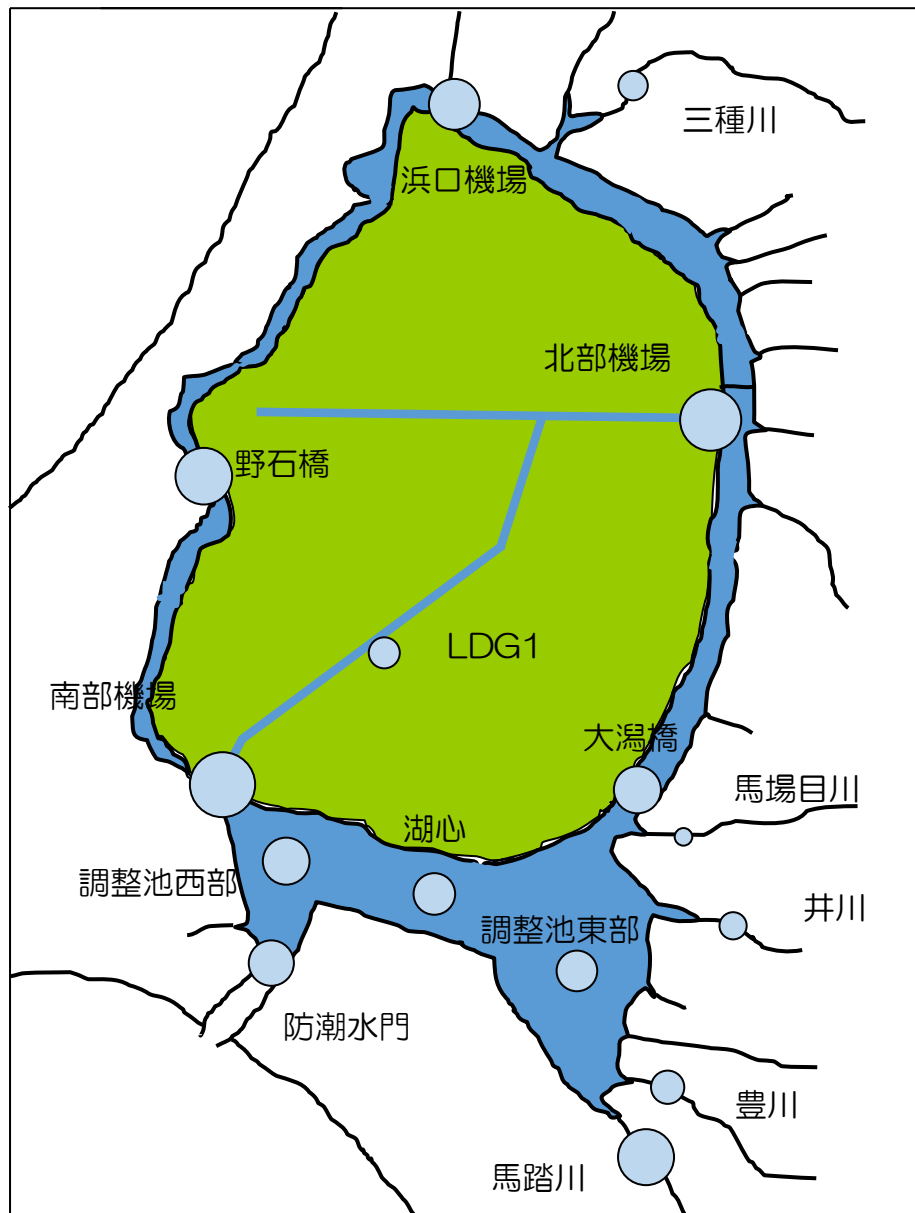 三種川
浜口機場
北部機場
野石橋
LDG1
南部機場
大潟橋
馬場目川
湖心
調整池西部
井川
調整池東部
防潮水門
豊川
馬踏川